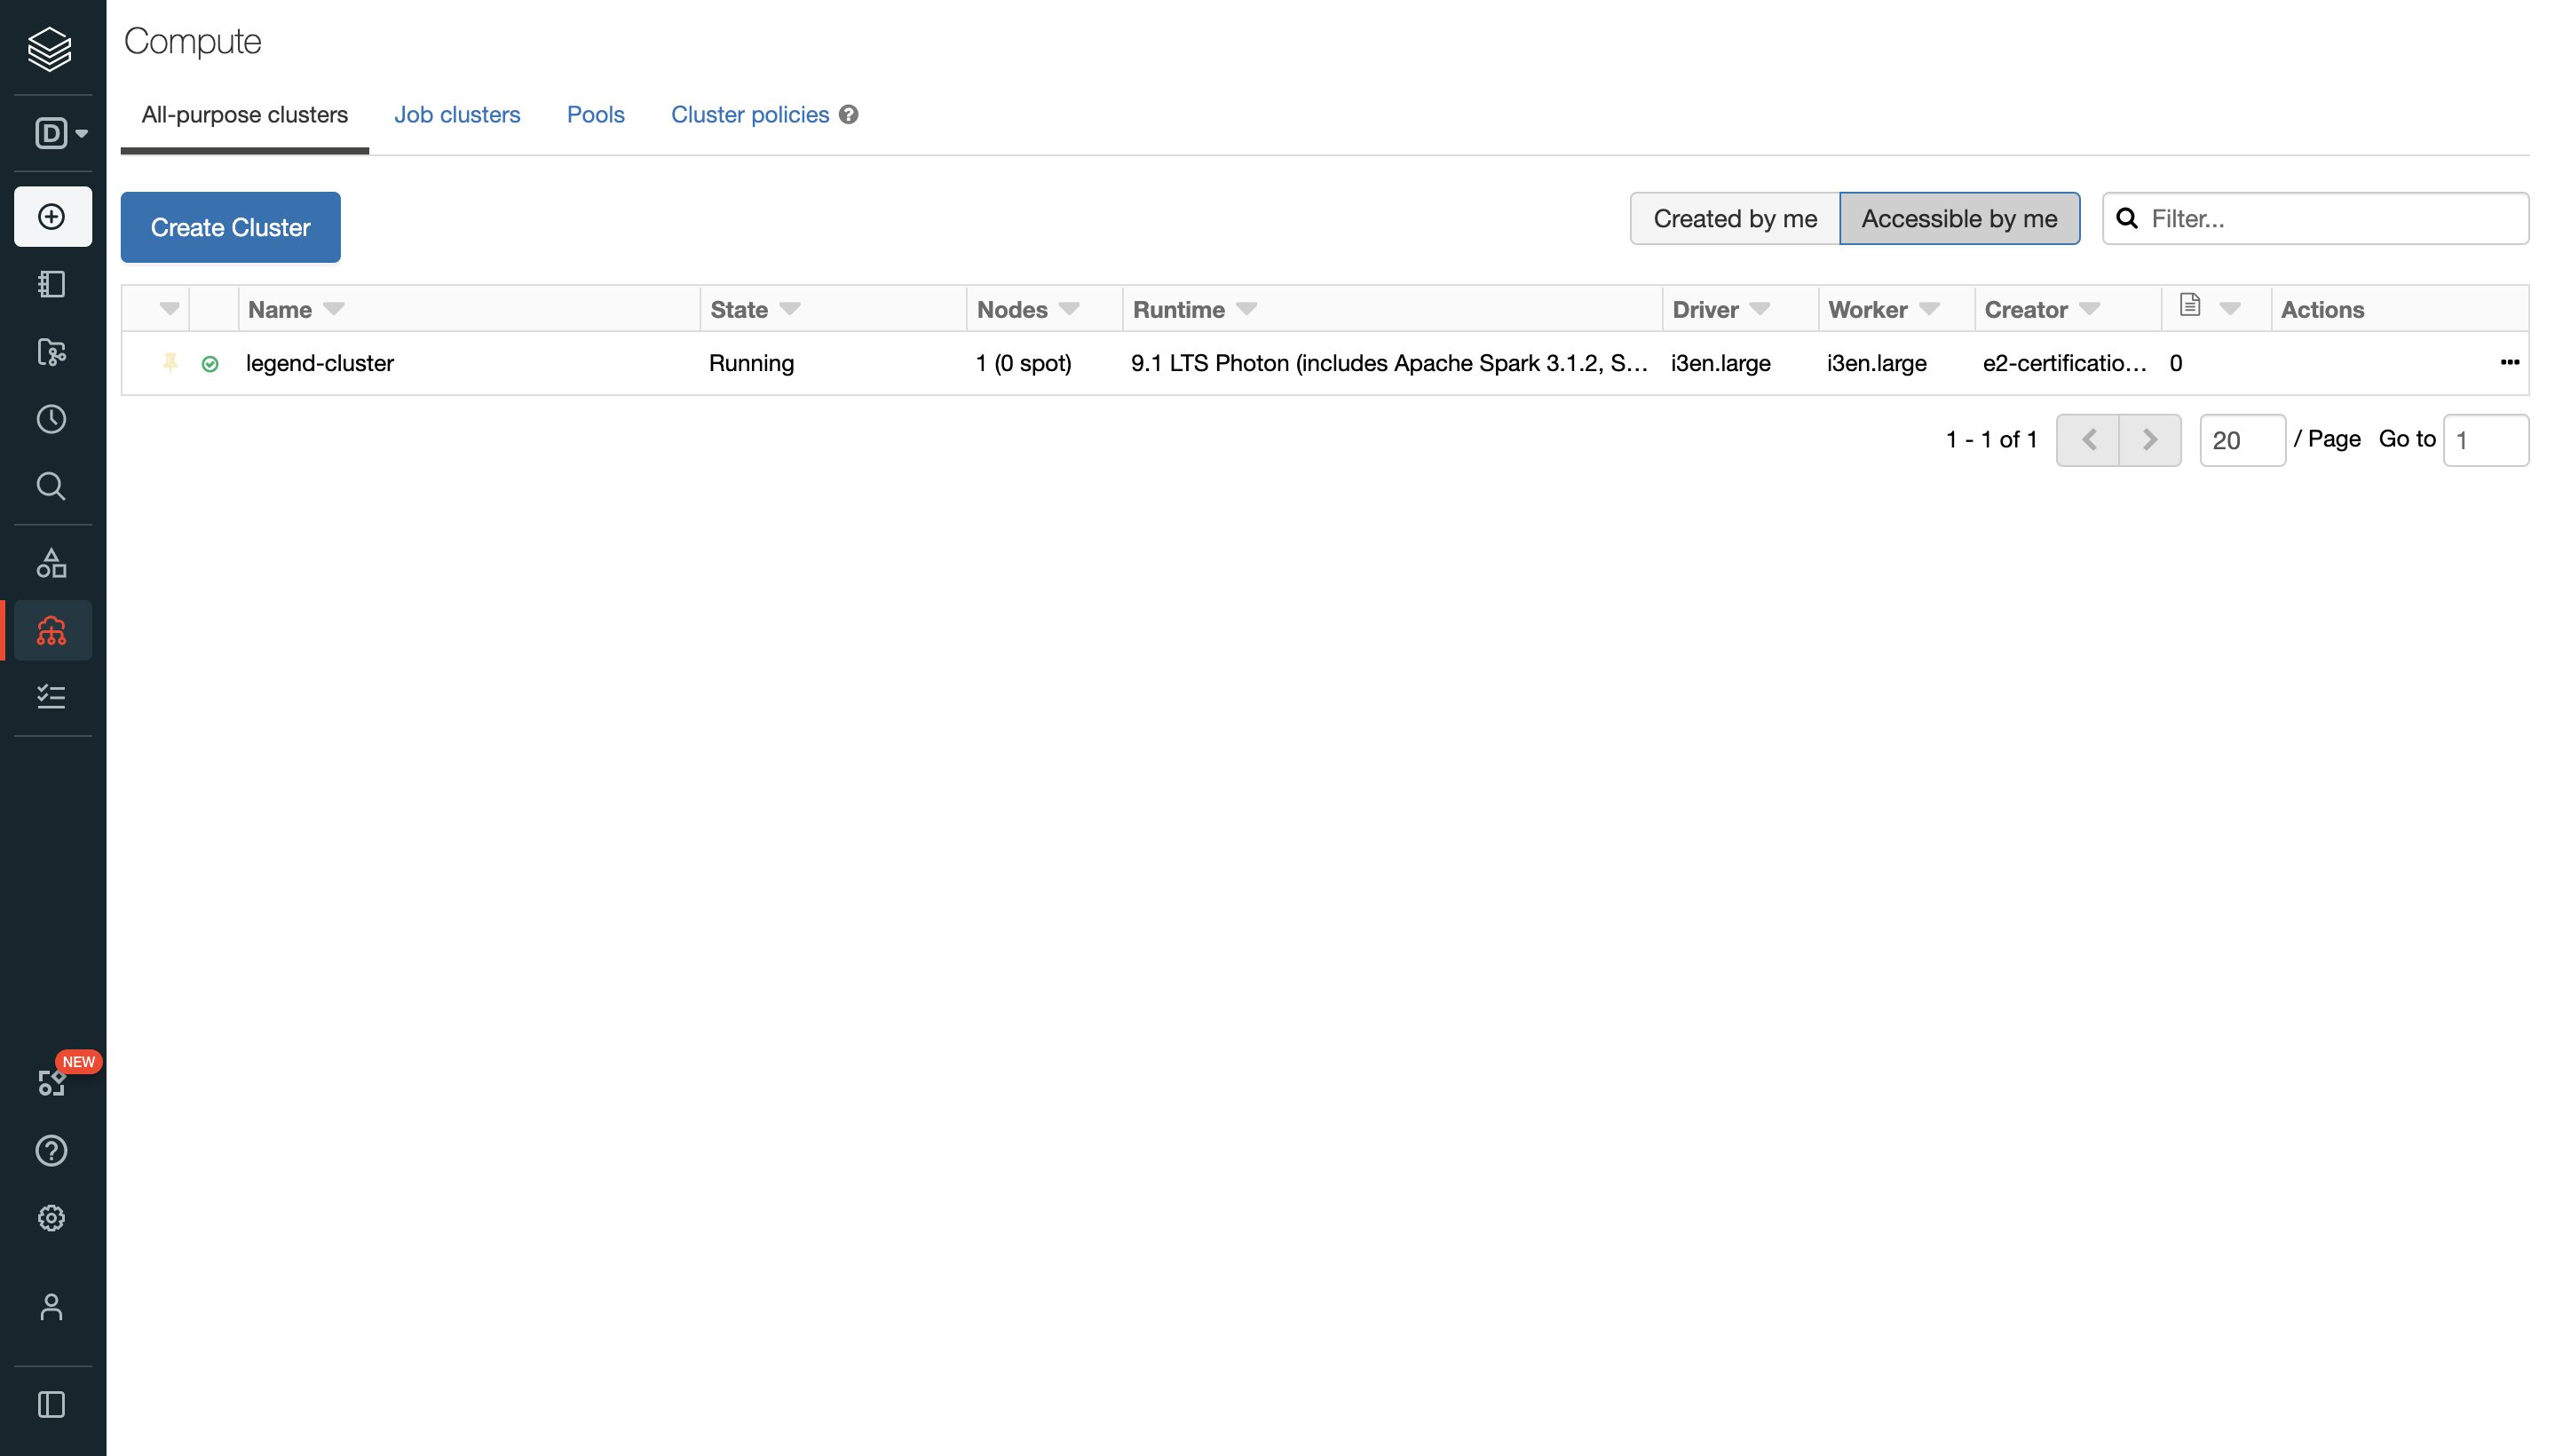 Compute
D
All-purpose clusters Job clusters Pools Cluster policies ?
Create Cluster Created by me Accessible by me Filter...
Name State Nodes Runtime Driver Worker Creator Actions
legend-cluster Running 1 (0 spot) 9.1 LTS Photon (includes Apache Spark 3.1.2, S... i3en.large i3en.large e2-certificatio... 0 ...
1 - 1 of 1 20 / Page Go to 1
NEW
?